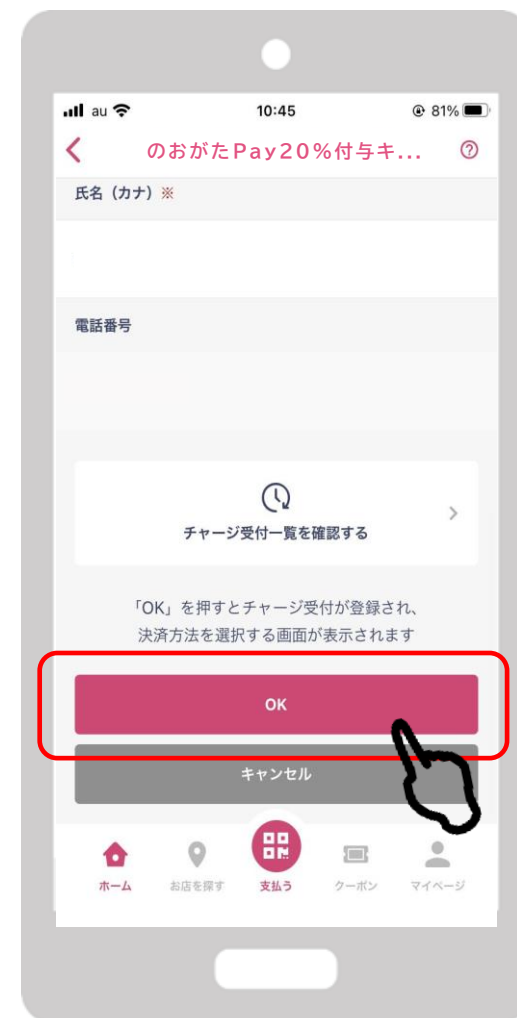 au 10:45 81%
のおがたPay20%付与キ...
氏名（カナ）※
電話番号
チャージ受付一覧を確認する
「OK」を押すとチャージ受付が登録され、
決済方法を選択する画面が表示されます
OK
キャンセル
ホーム お店を探す 支払う クーポン マイページ